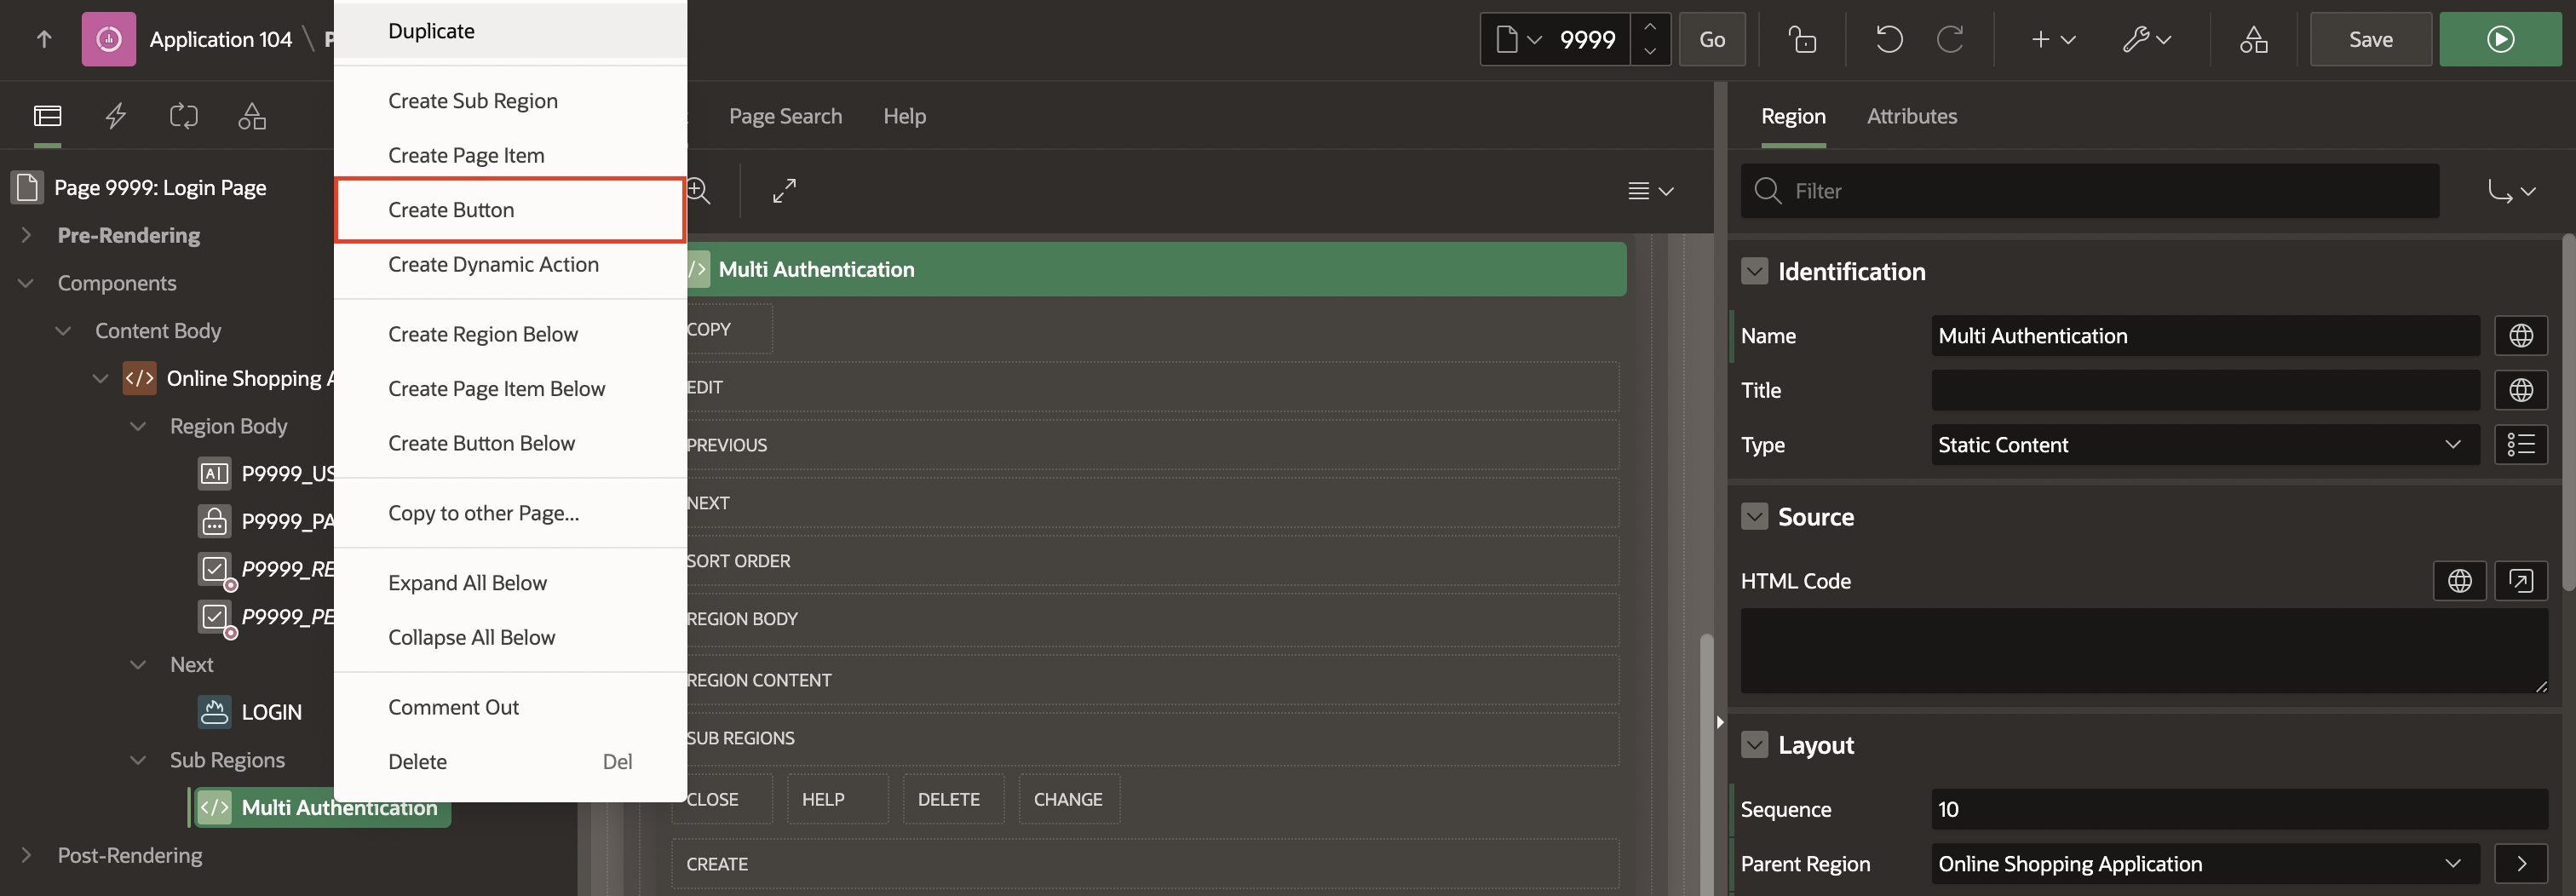 Application 104 \ P
9999
Go
Save
Page 9999: Login Page
Pre-Rendering
Components
Content Body
</> Online Shopping A
Region Body
P9999_US
P9999_PA
P9999_RE
P9999_PE
Next
LOGIN
Sub Regions
</> Multi Authentication
Post-Rendering
Duplicate
Create Sub Region
Create Page Item
Create Button
Create Dynamic Action
Create Region Below
Create Page Item Below
Create Button Below
Copy to other Page...
Expand All Below
Collapse All Below
Comment Out
Delete Del
Page Search Help
/> Multi Authentication
COPY
EDIT
PREVIOUS
NEXT
SORT ORDER
REGION BODY
REGION CONTENT
SUB REGIONS
CLOSE HELP DELETE CHANGE
CREATE
Region Attributes
Filter
Identification
Name Multi Authentication
Title
Type Static Content
Source
HTML Code
Layout
Sequence 10
Parent Region Online Shopping Application